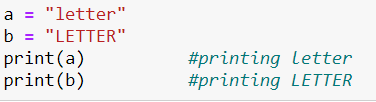 a = "letter"
b = "LETTER"
print(a)          #printing letter
print(b)          #printing LETTER